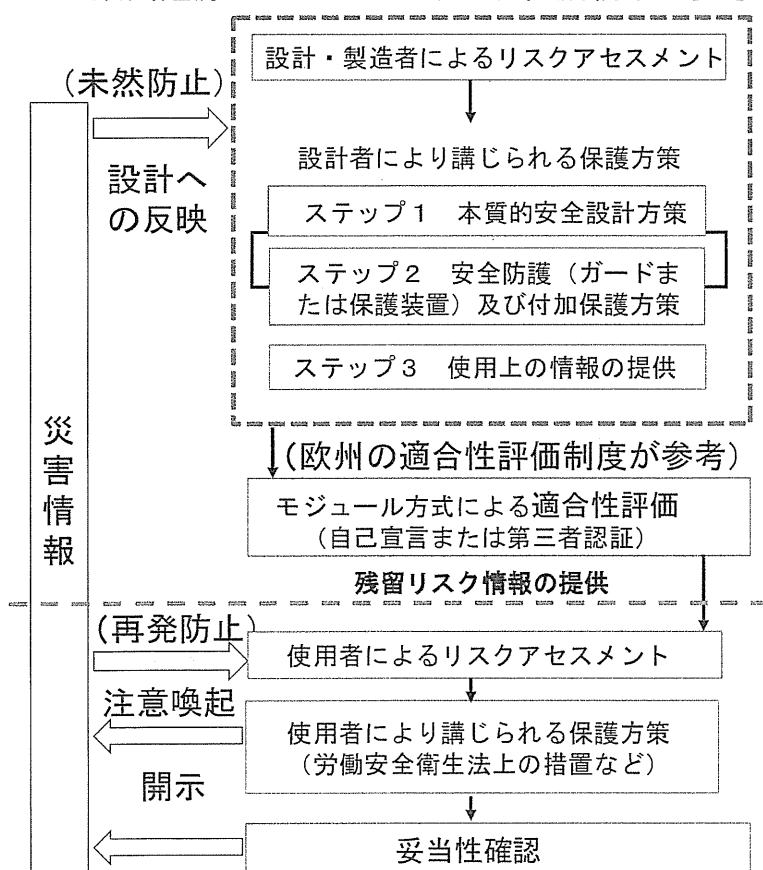 設計・製造者によるリスクアセスメント
（未然防止）
設計へ
の反映
設計者により講じられる保護方策
ステップ１　本質的安全設計方策
ステップ２　安全防護（ガードま
たは保護装置）及び付加保護方策
ステップ３　使用上の情報の提供
災害情報
（欧州の適合性評価制度が参考）
モジュール方式による適合性評価
（自己宣言または第三者認証）
残留リスク情報の提供
（再発防止）
使用者によるリスクアセスメント
注意喚起
使用者により講じられる保護方策
（労働安全衛生法上の措置など）
開示
妥当性確認